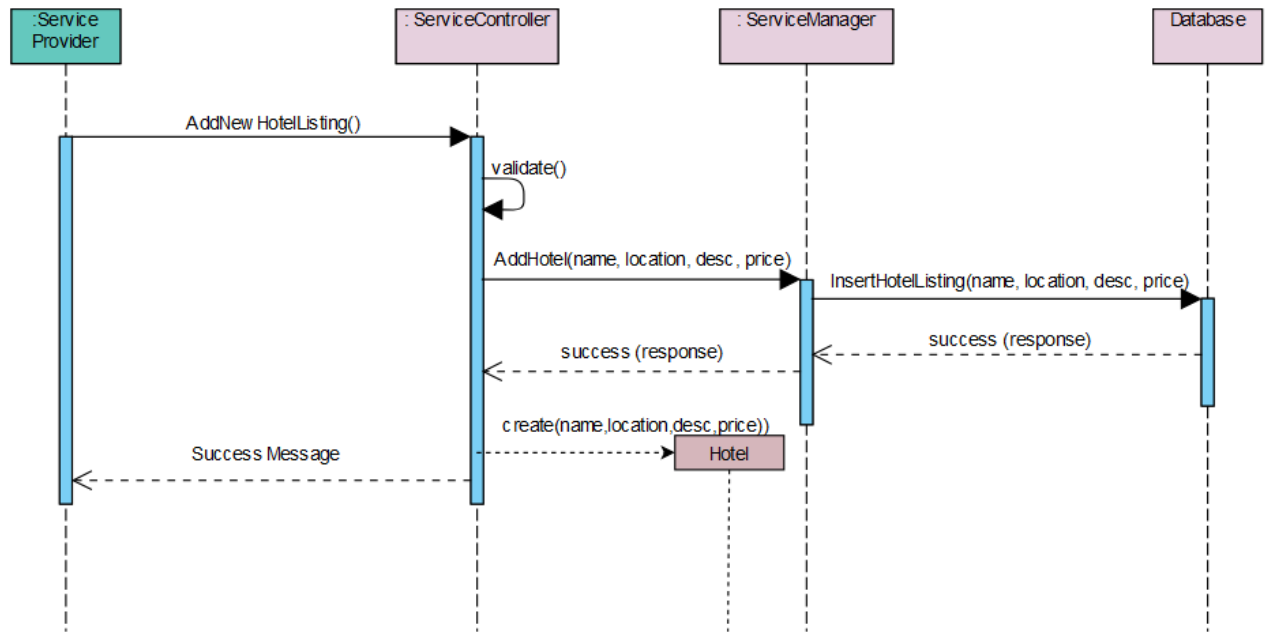 :Service
Provider
: ServiceController
: ServiceManager
Database
AddNew HotelListing()
validate()
AddHotel(name, location, desc, price)
InsertHotelListing(name, location, desc, price)
success (response)
success (response)
create(name,location,desc,price))
Hotel
Success Message